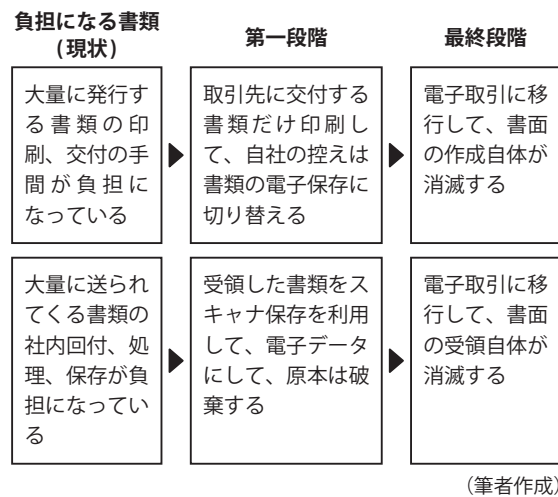 負担になる書類
(現状)
第一段階
最終段階
大量に発行す
る書類の印
刷、交付の手
間が負担に
なっている
取引先に交付する
書類だけ印刷し
て、自社の控えは
書類の電子保存に
切り替える
電子取引に移
行して、書面
の作成自体が
消滅する
大量に送られ
てくる書類の
社内回付、処
理、保存が負
担になってい
る
受領した書類をス
キャナ保存を利用
して、電子データ
にして、原本は破
棄する
電子取引に移
行して、書面
の受領自体が
消滅する
（筆者作成）